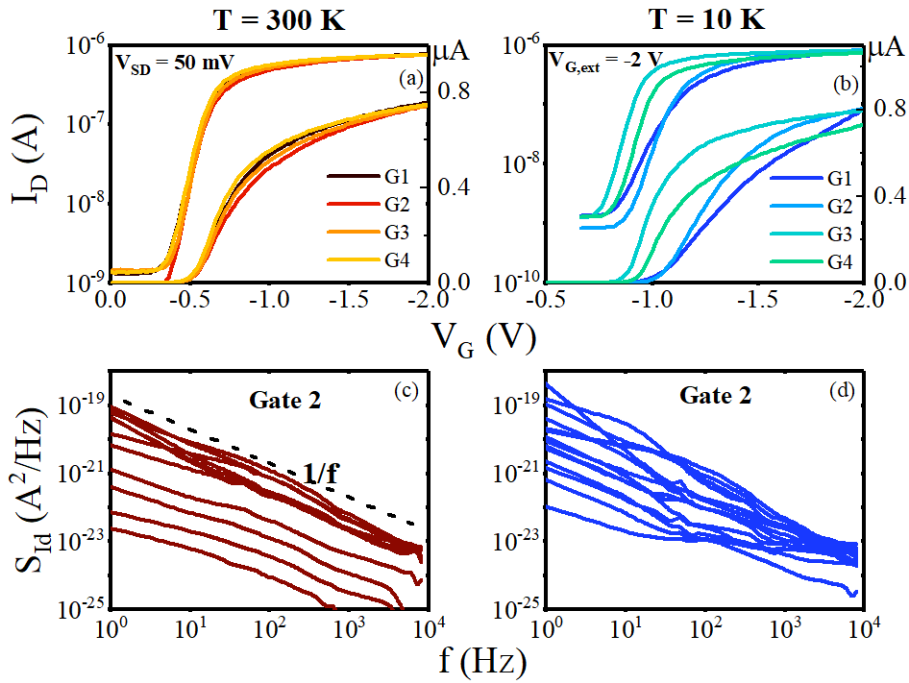 T = 300 K
T = 10 K
10⁻⁶
10⁻⁷
10⁻⁸
10⁻⁹
V_SD = 50 mV
(a)
μA
0.8
0.4
0.0
G1
G2
G3
G4
0.0
-0.5
-1.0
-1.5
-2.0
I_D (A)
10⁻⁶
10⁻⁸
10⁻¹⁰
V_G,ext = -2 V
(b)
μA
0.8
0.4
0.0
G1
G2
G3
G4
-0.5
-1.0
-1.5
-2.0
V_G (V)
S_Id (A²/Hz)
10⁻¹⁹
10⁻²¹
10⁻²³
10⁻²⁵
Gate 2
(c)
1/f
10⁰
10¹
10²
10³
10⁴
10⁻¹⁹
10⁻²¹
10⁻²³
10⁻²⁵
Gate 2
(d)
10⁰
10¹
10²
10³
10⁴
f (Hz)